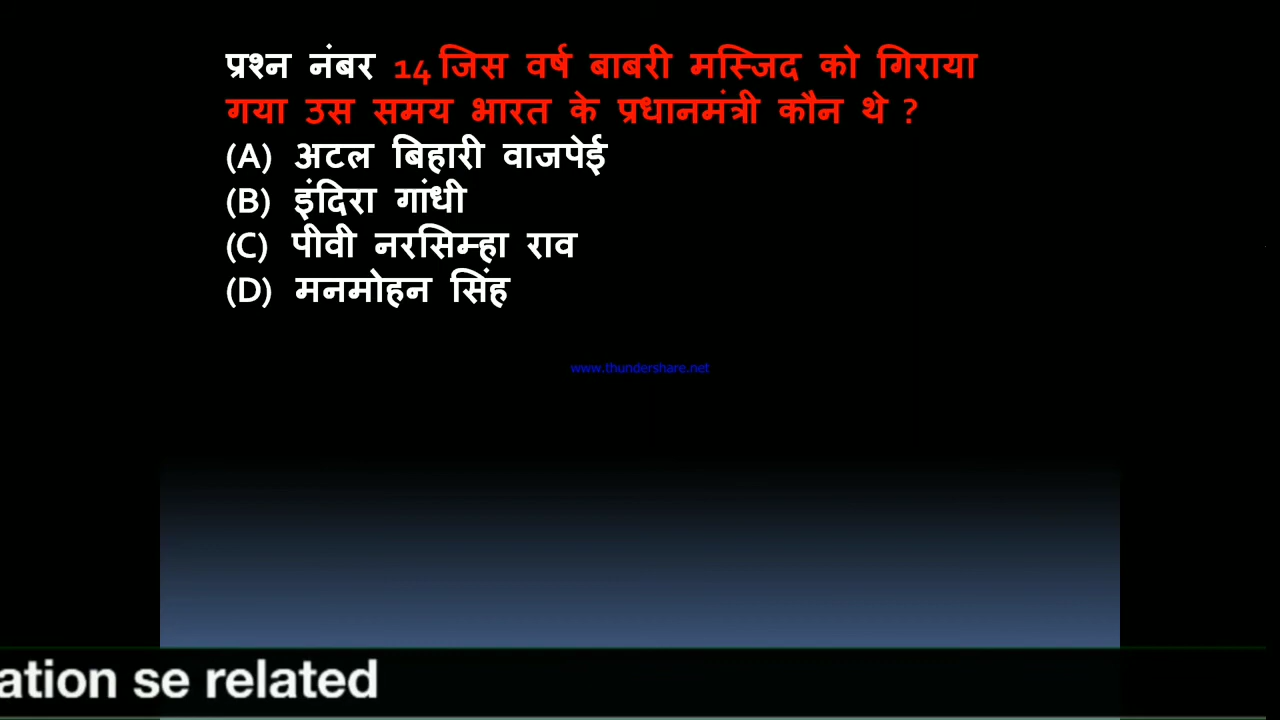 प्रश्न नंबर 14 जिस वर्ष बाबरी मस्जिद को गिराया
गया उस समय भारत के प्रधानमंत्री कौन थे ?
(A) अटल बिहारी वाजपेई
(B) इंदिरा गांधी
(C) पीवी नरसिम्हा राव
(D) मनमोहन सिंह
www.thundershare.net
ation se related